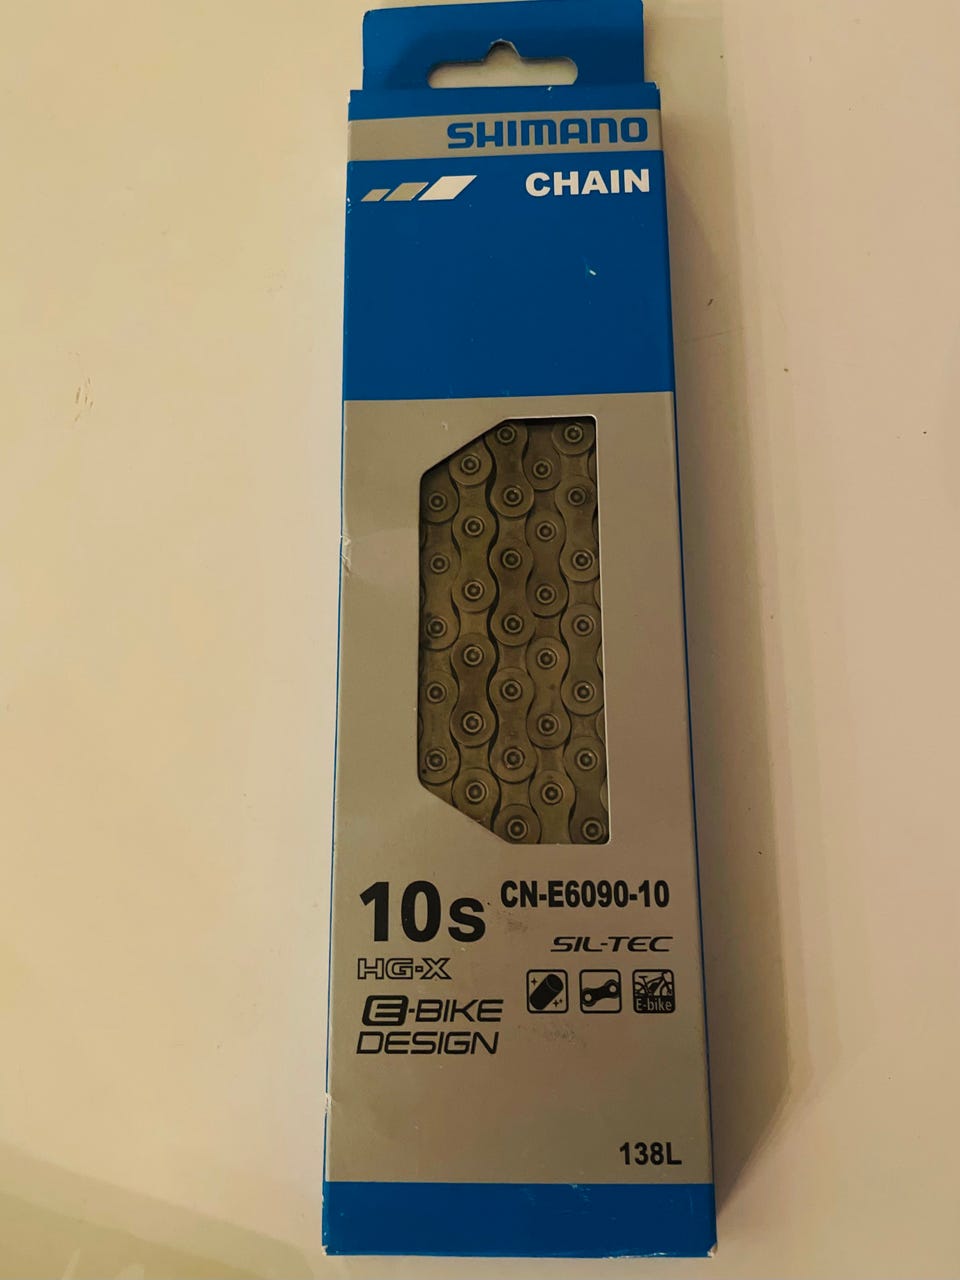 SHIMANO
CHAIN
10s CN-E6090-10
SIL-TEC
HG-X
E-BIKE
DESIGN
E-bike
138L